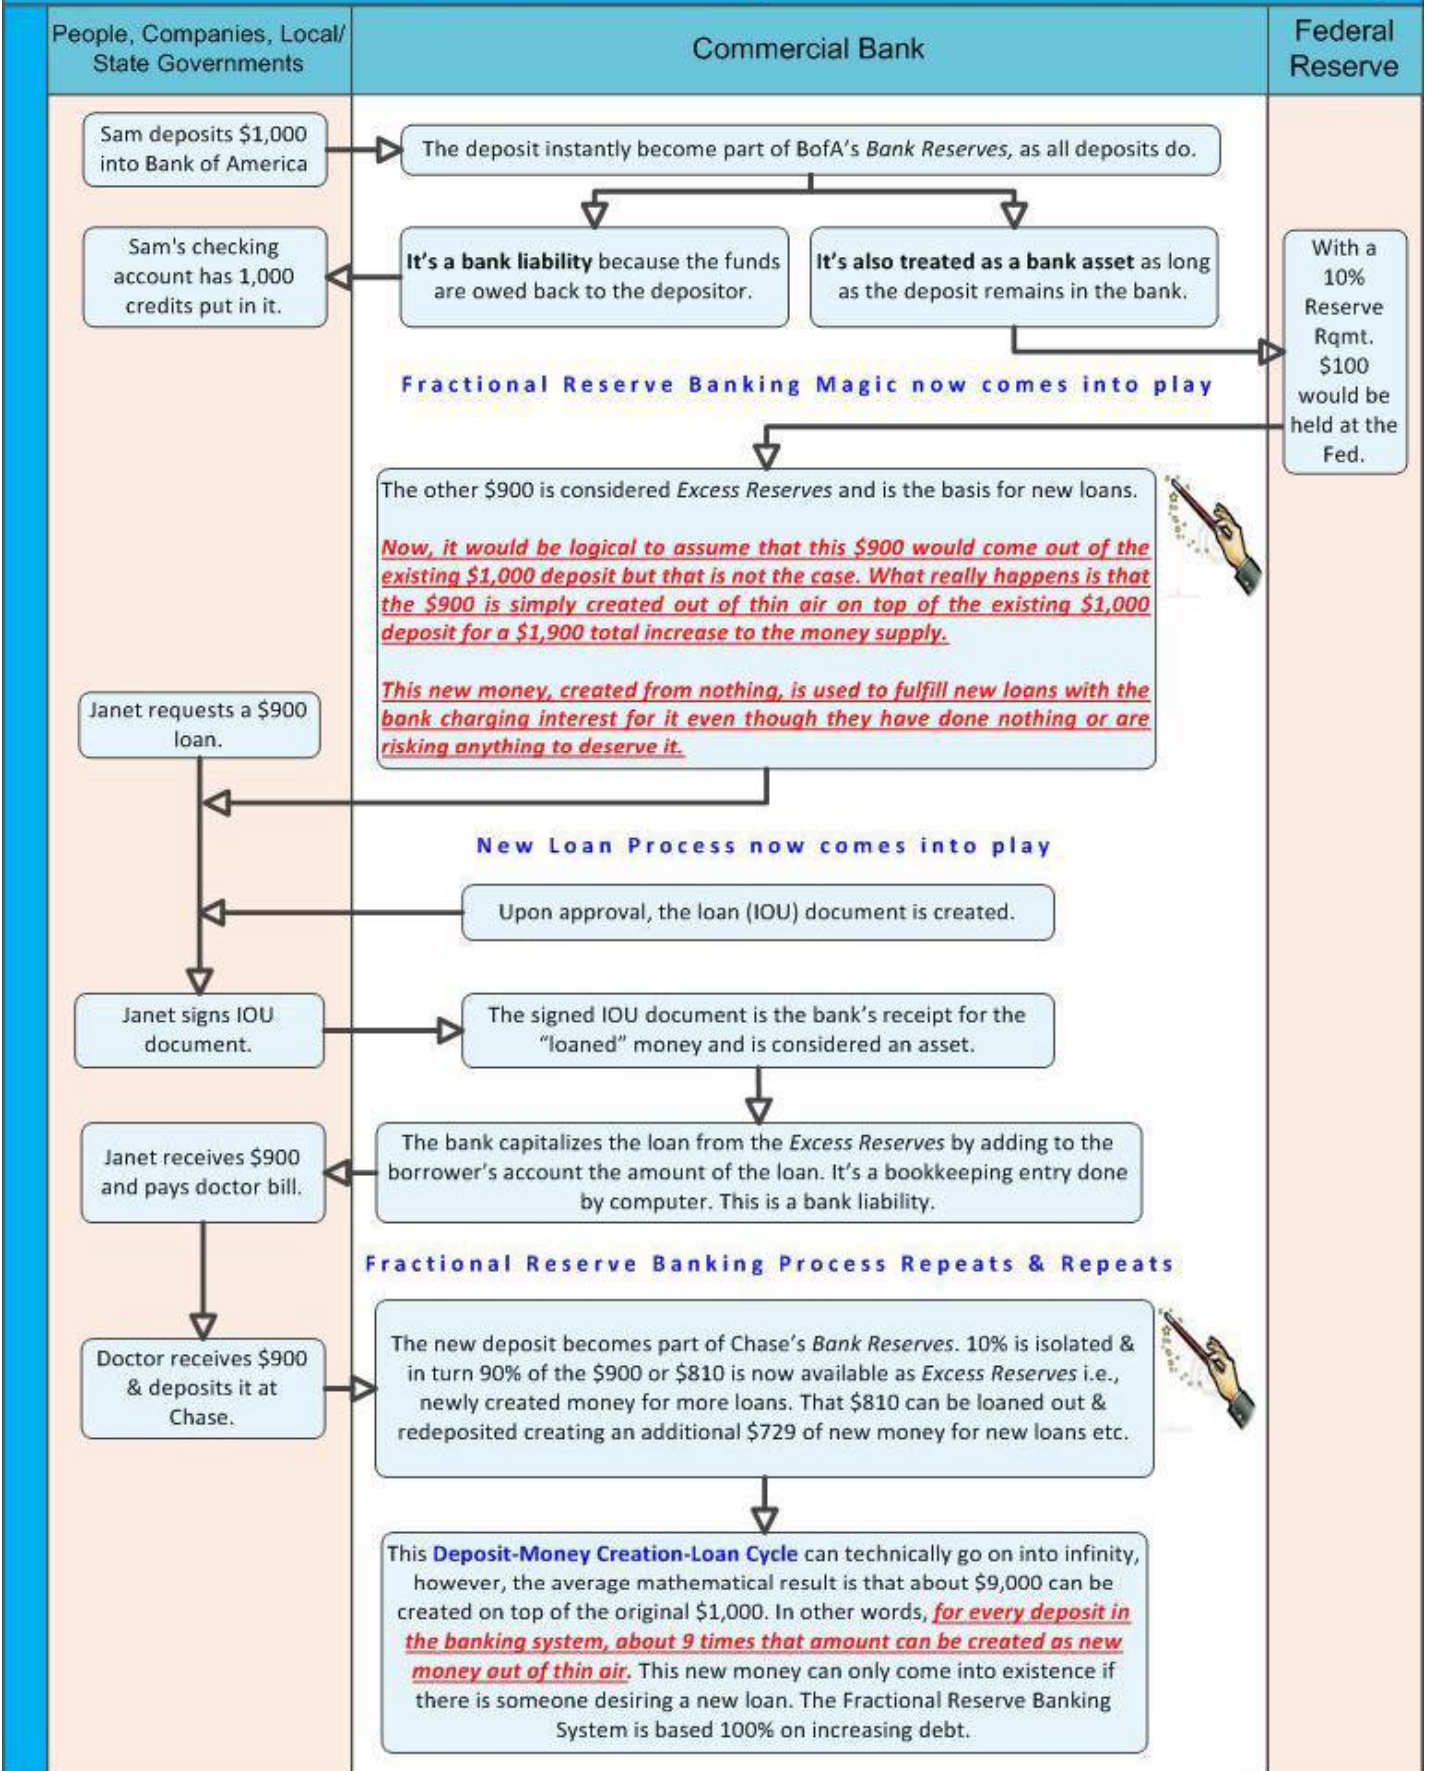 People, Companies, Local/
State Governments
Commercial Bank
Federal
Reserve
Sam deposits $1,000
into Bank of America
The deposit instantly become part of BofA's Bank Reserves, as all deposits do.
Sam's checking
account has 1,000
credits put in it.
It's a bank liability because the funds
are owed back to the depositor.
It's also treated as a bank asset as long
as the deposit remains in the bank.
With a
10%
Reserve
Rqmt.
$100
would be
held at the
Fed.
Fractional Reserve Banking Magic now comes into play
The other $900 is considered Excess Reserves and is the basis for new loans.
Now, it would be logical to assume that this $900 would come out of the
existing $1,000 deposit but that is not the case. What really happens is that
the $900 is simply created out of thin air on top of the existing $1,000
deposit for a $1,900 total increase to the money supply.
This new money, created from nothing, is used to fulfill new loans with the
bank charging interest for it even though they have done nothing or are
risking anything to deserve it.
Janet requests a $900
loan.
New Loan Process now comes into play
Upon approval, the loan (IOU) document is created.
Janet signs IOU
document.
The signed IOU document is the bank's receipt for the
“loaned” money and is considered an asset.
Janet receives $900
and pays doctor bill.
The bank capitalizes the loan from the Excess Reserves by adding to the
borrower's account the amount of the loan. It's a bookkeeping entry done
by computer. This is a bank liability.
Fractional Reserve Banking Process Repeats & Repeats
Doctor receives $900
& deposits it at
Chase.
The new deposit becomes part of Chase's Bank Reserves. 10% is isolated &
in turn 90% of the $900 or $810 is now available as Excess Reserves i.e.,
newly created money for more loans. That $810 can be loaned out &
redeposited creating an additional $729 of new money for new loans etc.
This Deposit-Money Creation-Loan Cycle can technically go on into infinity,
however, the average mathematical result is that about $9,000 can be
created on top of the original $1,000. In other words, for every deposit in
the banking system, about 9 times that amount can be created as new
money out of thin air. This new money can only come into existence if
there is someone desiring a new loan. The Fractional Reserve Banking
System is based 100% on increasing debt.